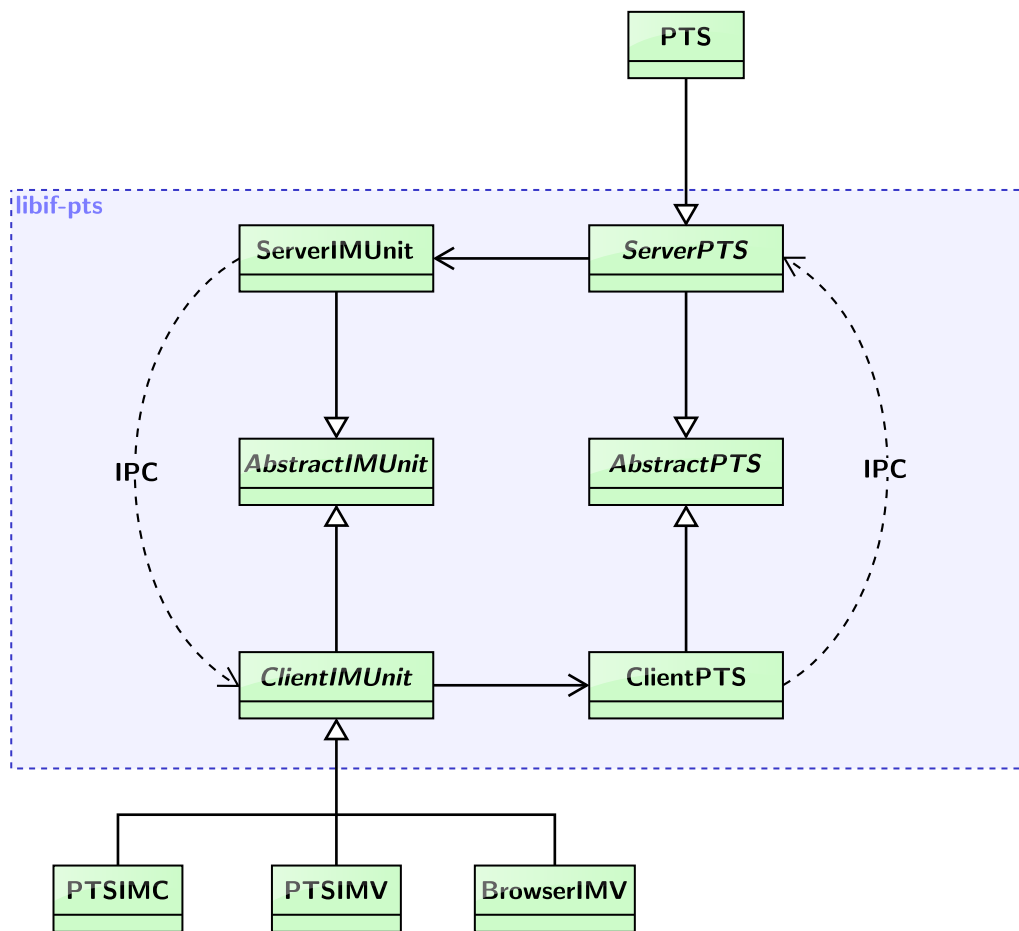 PTS
libif-pts
ServerIMUnit
ServerPTS
IPC
AbstractIMUnit
AbstractPTS
IPC
ClientIMUnit
ClientPTS
PTSIMC
PTSIMV
BrowserIMV